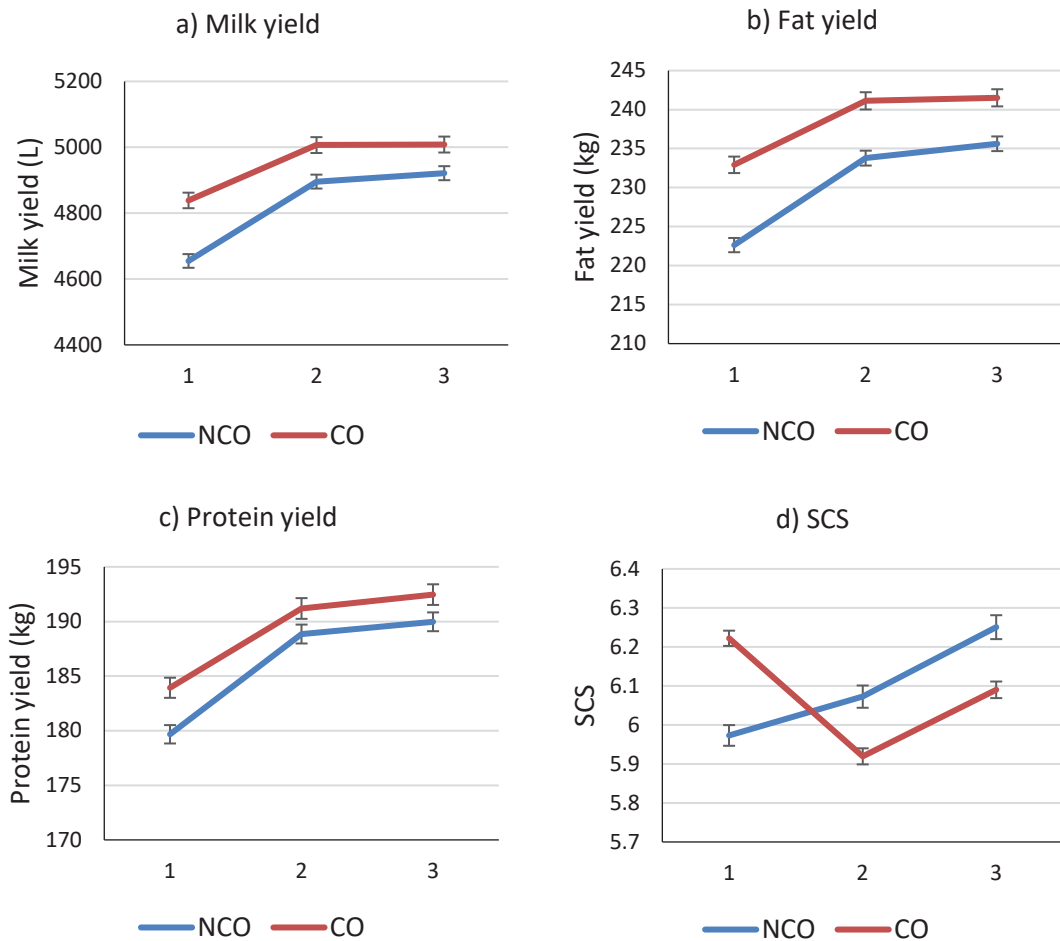 a) Milk yield
Milk yield (L)
5200
5000
4800
4600
4400
1 2 3
NCO CO
b) Fat yield
Fat yield (kg)
245
240
235
230
225
220
215
210
1 2 3
NCO CO
c) Protein yield
Protein yield (kg)
195
190
185
180
175
170
1 2 3
NCO CO
d) SCS
SCS
6.4
6.3
6.2
6.1
6
5.9
5.8
5.7
1 2 3
NCO CO